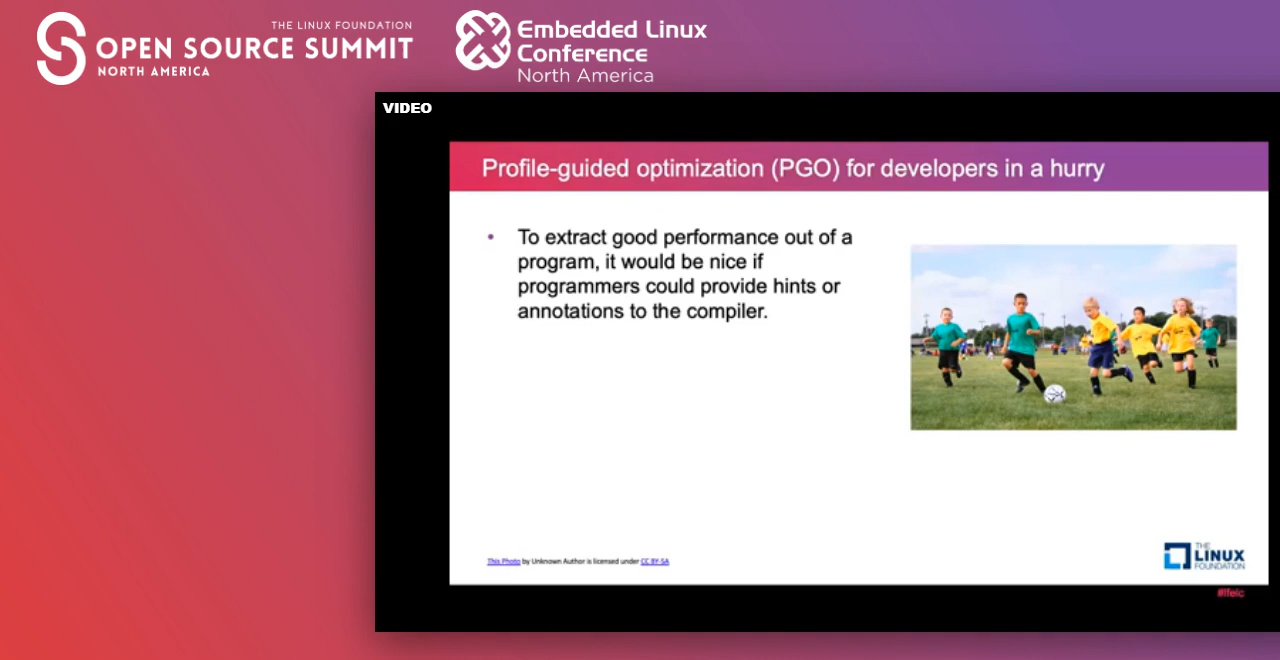 THE LINUX FOUNDATION
OPEN SOURCE SUMMIT
NORTH AMERICA
Embedded Linux
Conference
North America
VIDEO
Profile-guided optimization (PGO) for developers in a hurry
• To extract good performance out of a
program, it would be nice if
programmers could provide hints or
annotations to the compiler.
This Photo by Unknown Author is licensed under CC BY-SA
THE
LINUX
FOUNDATION
#lfelc